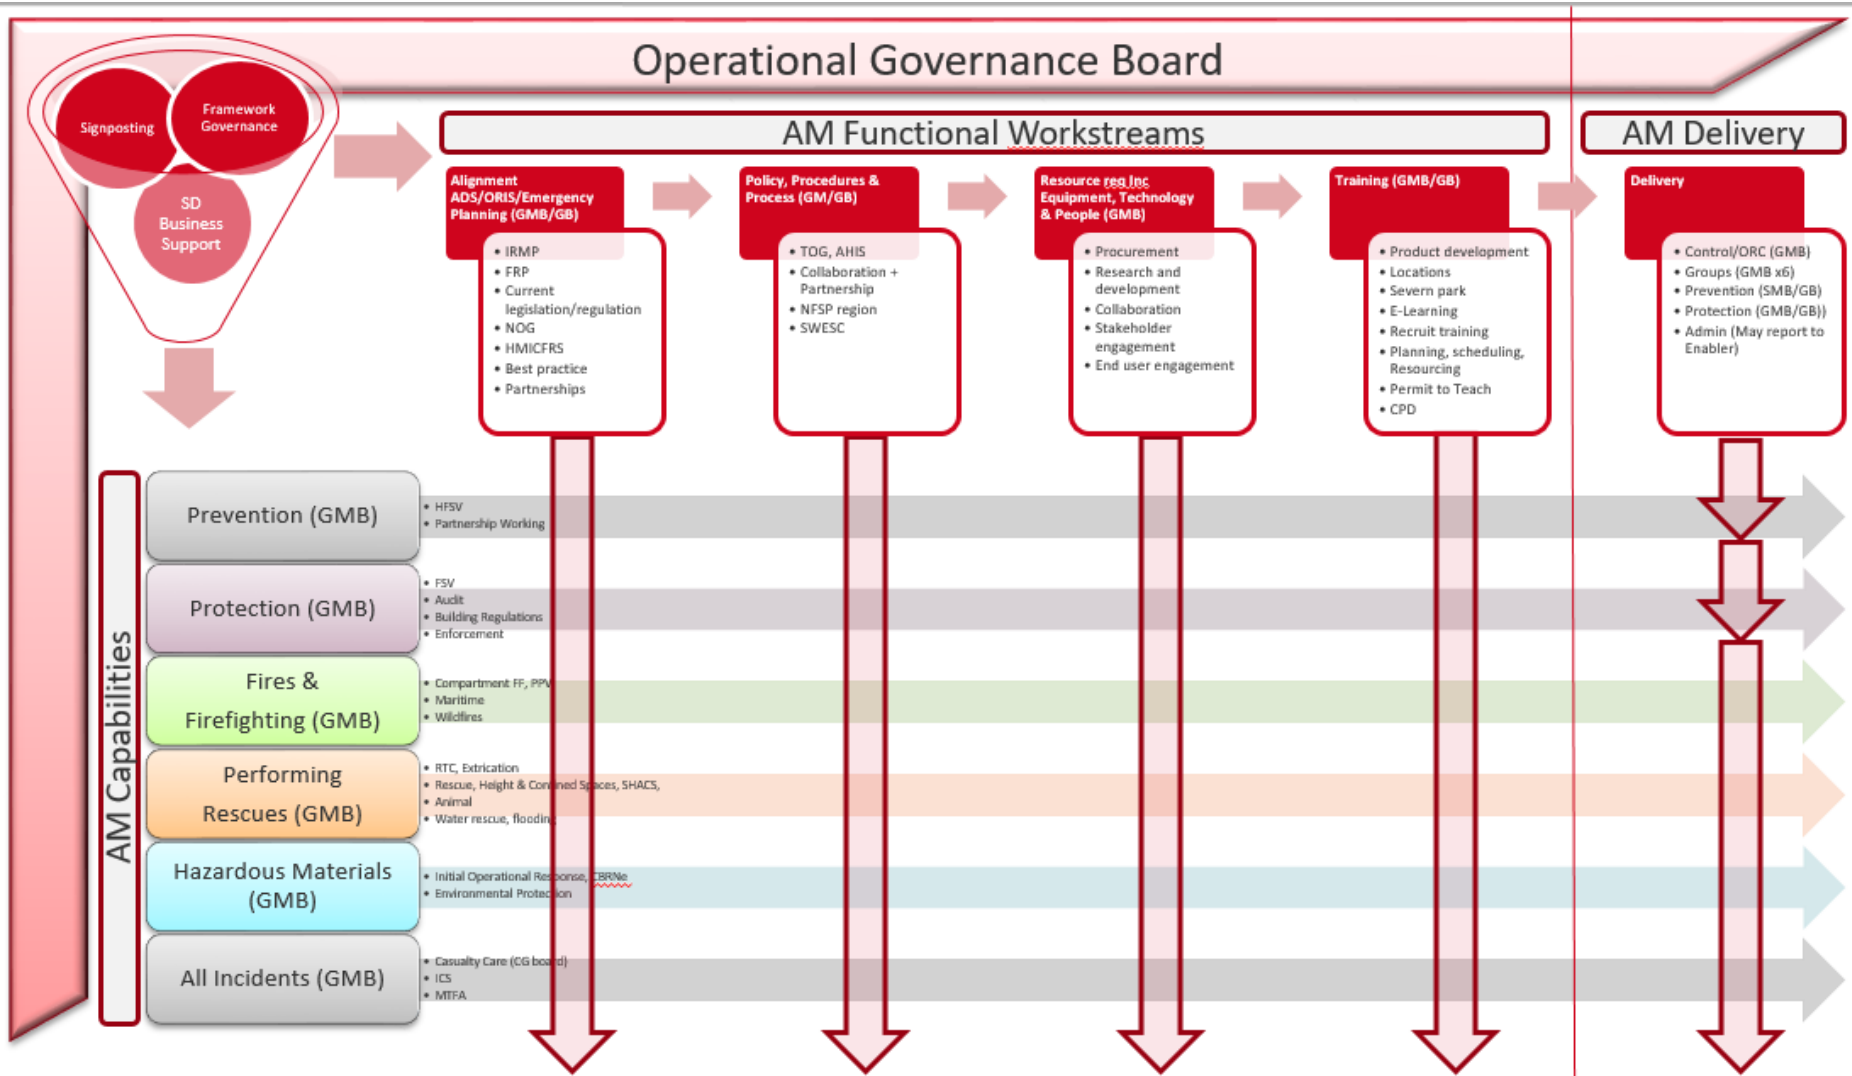 Operational Governance Board
Signposting
Framework
Governance
SD
Business
Support
AM Functional Workstreams
AM Delivery
Alignment
ADS/ORIS/Emergency
Planning (GMB/GB)
• IRMP
• FRP
• Current
legislation/regulation
• NOG
• HMICFRS
• Best practice
• Partnerships
Policy, Procedures &
Process (GM/GB)
• TOG, AHIS
• Collaboration +
Partnership
• NFSP region
• SWESC
Resource req Inc
Equipment, Technology
& People (GMB)
• Procurement
• Research and
development
• Collaboration
• Stakeholder
engagement
• End user engagement
Training (GMB/GB)
• Product development
• Locations
• Severn park
• E-Learning
• Recruit training
• Planning, scheduling,
Resourcing
• Permit to Teach
• CPD
Delivery
• Control/ORC (GMB)
• Groups (GMB x6)
• Prevention (SMB/GB)
• Protection (GMB/GB))
• Admin (May report to
Enabler)
AM Capabilities
Prevention (GMB)
• HFSV
• Partnership Working
Protection (GMB)
• FSV
• Audit
• Building Regulations
• Enforcement
Fires &
Firefighting (GMB)
• Compartment FF, PPV
• Maritime
• Wildfires
Performing
Rescues (GMB)
• RTC, Extrication
• Rescue, Height & Confined Spaces, SHACS,
• Animal
• Water rescue, flooding
Hazardous Materials
(GMB)
• Initial Operational Response, CBRNe
• Environmental Protection
All Incidents (GMB)
• Casualty Care (CG board)
• ICS
• MTFA